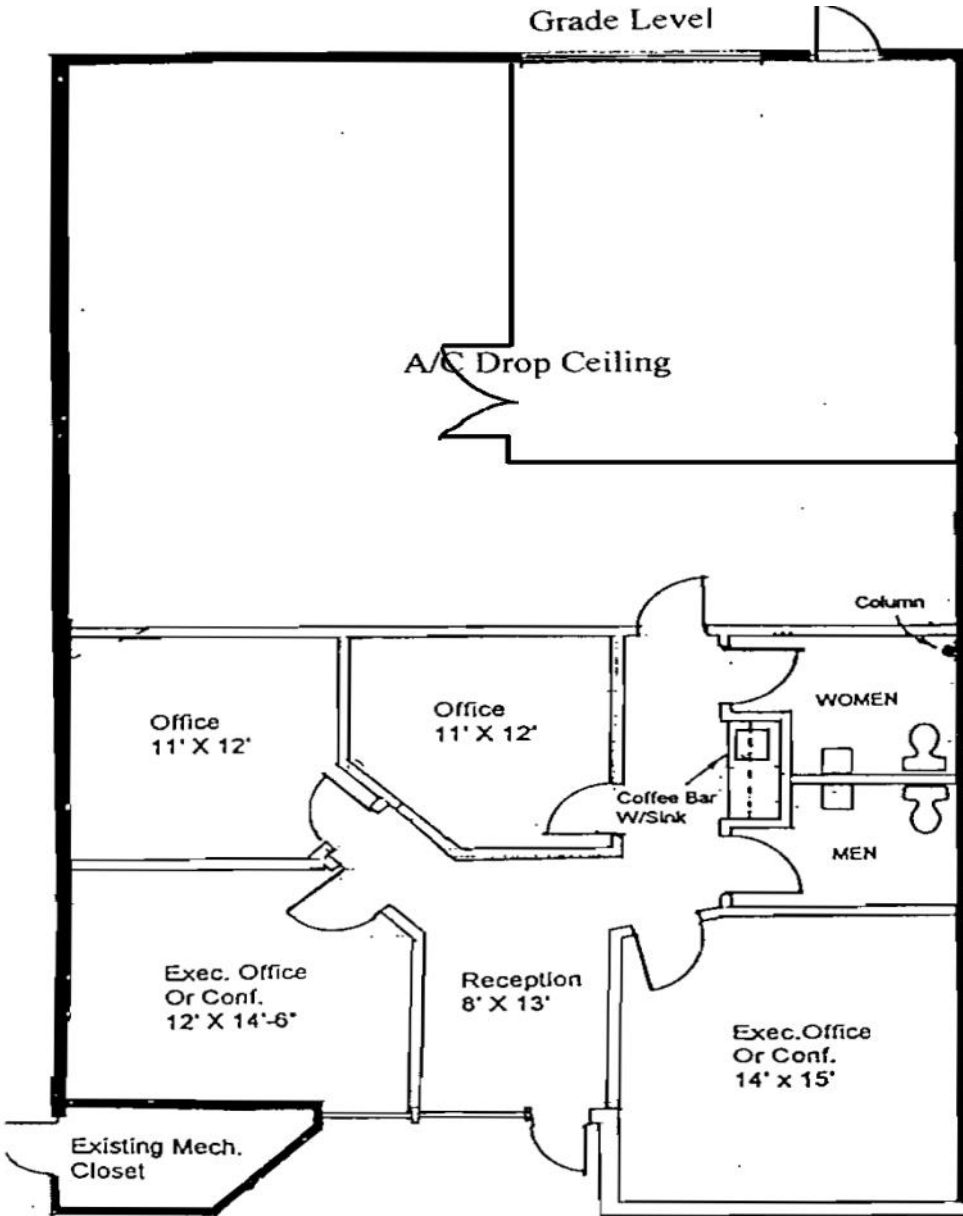 Grade Level
A/C Drop Ceiling
Column
WOMEN
Office
11' X 12'
Office
11' X 12'
Coffee Bar
W/Sink
MEN
Exec. Office
Or Conf.
12' X 14'-6"
Reception
8' X 13'
Exec.Office
Or Conf.
14' x 15'
Existing Mech.
Closet